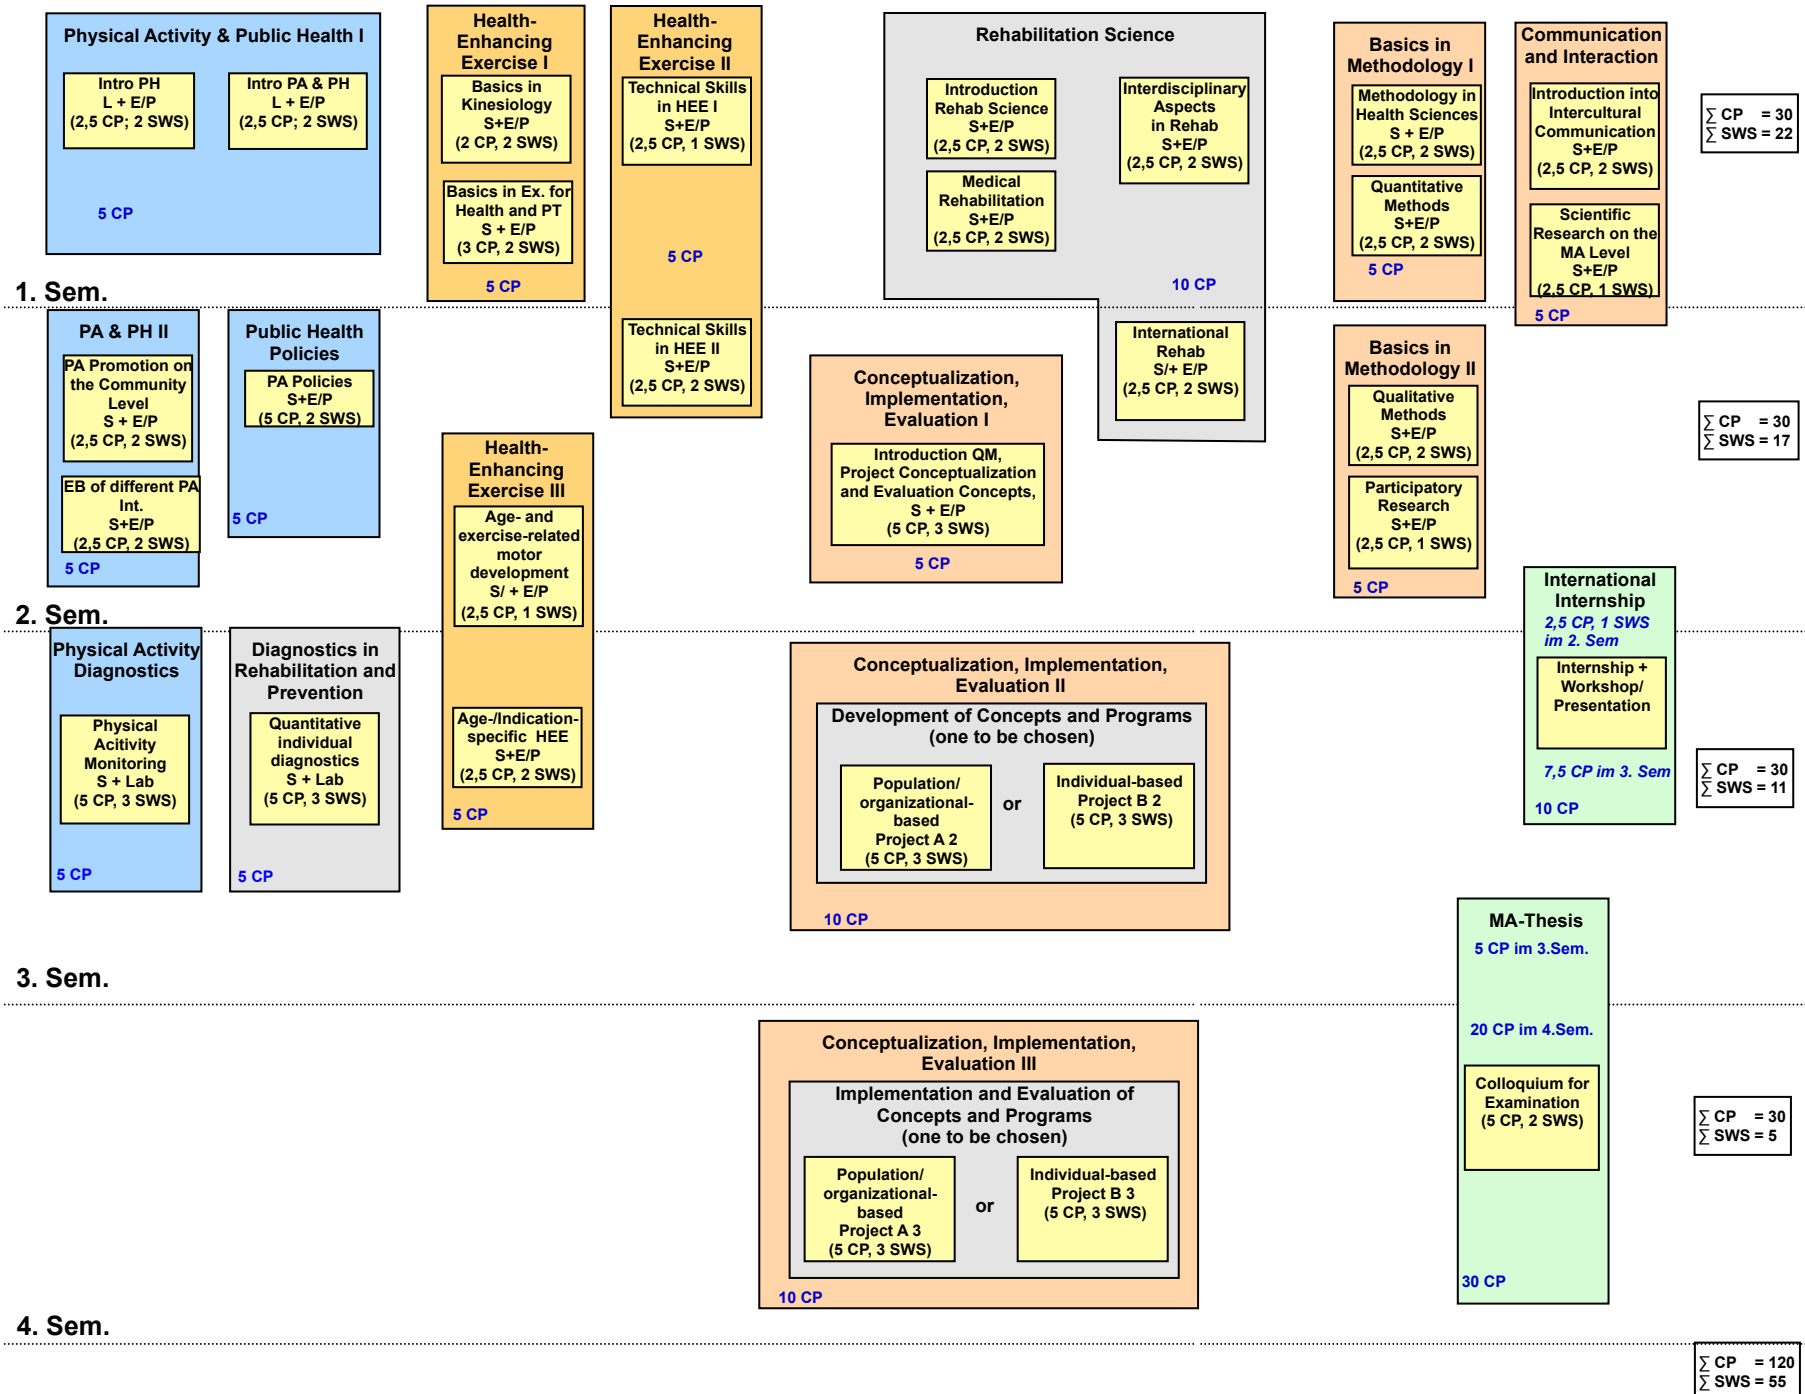 Physical Activity & Public Health I
Intro PH
L + E/P
(2,5 CP; 2 SWS)
Intro PA & PH
L + E/P
(2,5 CP; 2 SWS)
5 CP
Health-
Enhancing
Exercise I
Basics in
Kinesiology
S+E/P
(2 CP, 2 SWS)
Basics in Ex. for
Health and PT
S + E/P
(3 CP, 2 SWS)
5 CP
Health-
Enhancing
Exercise II
Technical Skills
in HEE I
S+E/P
(2,5 CP, 1 SWS)
5 CP
Technical Skills
in HEE II
S+E/P
(2,5 CP, 2 SWS)
Rehabilitation Science
Introduction
Rehab Science
S+E/P
(2,5 CP, 2 SWS)
Medical
Rehabilitation
S+E/P
(2,5 CP, 2 SWS)
Interdisciplinary
Aspects
in Rehab
S+E/P
(2,5 CP, 2 SWS)
10 CP
International
Rehab
S/+ E/P
(2,5 CP, 2 SWS)
Basics in
Methodology I
Methodology in
Health Sciences
S + E/P
(2,5 CP, 2 SWS)
Quantitative
Methods
S+E/P
(2,5 CP, 2 SWS)
5 CP
Communication
and Interaction
Introduction into
Intercultural
Communication
S+E/P
(2,5 CP, 2 SWS)
Scientific
Research on the
MA Level
S+E/P
(2,5 CP, 1 SWS)
5 CP
∑ CP = 30
∑ SWS = 22
1. Sem.
PA & PH II
PA Promotion on
the Community
Level
S + E/P
(2,5 CP, 2 SWS)
EB of different PA
Int.
S+E/P
(2,5 CP, 2 SWS)
5 CP
Public Health
Policies
PA Policies
S+E/P
(5 CP, 2 SWS)
5 CP
Health-
Enhancing
Exercise III
Age- and
exercise-related
motor
development
S/ + E/P
(2,5 CP, 1 SWS)
Age-/Indication-
specific HEE
S+E/P
(2,5 CP, 2 SWS)
5 CP
Conceptualization,
Implementation,
Evaluation I
Introduction QM,
Project Conceptualization
and Evaluation Concepts,
S + E/P
(5 CP, 3 SWS)
5 CP
Basics in
Methodology II
Qualitative
Methods
S+E/P
(2,5 CP, 2 SWS)
Participatory
Research
S+E/P
(2,5 CP, 1 SWS)
5 CP
∑ CP = 30
∑ SWS = 17
2. Sem.
International
Internship
2,5 CP, 1 SWS
im 2. Sem
Internship +
Workshop/
Presentation
7,5 CP im 3. Sem
10 CP
Physical Activity
Diagnostics
Physical
Acitivity
Monitoring
S + Lab
(5 CP, 3 SWS)
5 CP
Diagnostics in
Rehabilitation and
Prevention
Quantitative
individual
diagnostics
S + Lab
(5 CP, 3 SWS)
5 CP
Conceptualization, Implementation,
Evaluation II
Development of Concepts and Programs
(one to be chosen)
Population/
organizational-
based
Project A 2
(5 CP, 3 SWS)
or
Individual-based
Project B 2
(5 CP, 3 SWS)
10 CP
∑ CP = 30
∑ SWS = 11
3. Sem.
MA-Thesis
5 CP im 3.Sem.
20 CP im 4.Sem.
Colloquium for
Examination
(5 CP, 2 SWS)
30 CP
Conceptualization, Implementation,
Evaluation III
Implementation and Evaluation of
Concepts and Programs
(one to be chosen)
Population/
organizational-
based
Project A 3
(5 CP, 3 SWS)
or
Individual-based
Project B 3
(5 CP, 3 SWS)
10 CP
∑ CP = 30
∑ SWS = 5
4. Sem.
∑ CP = 120
∑ SWS = 55